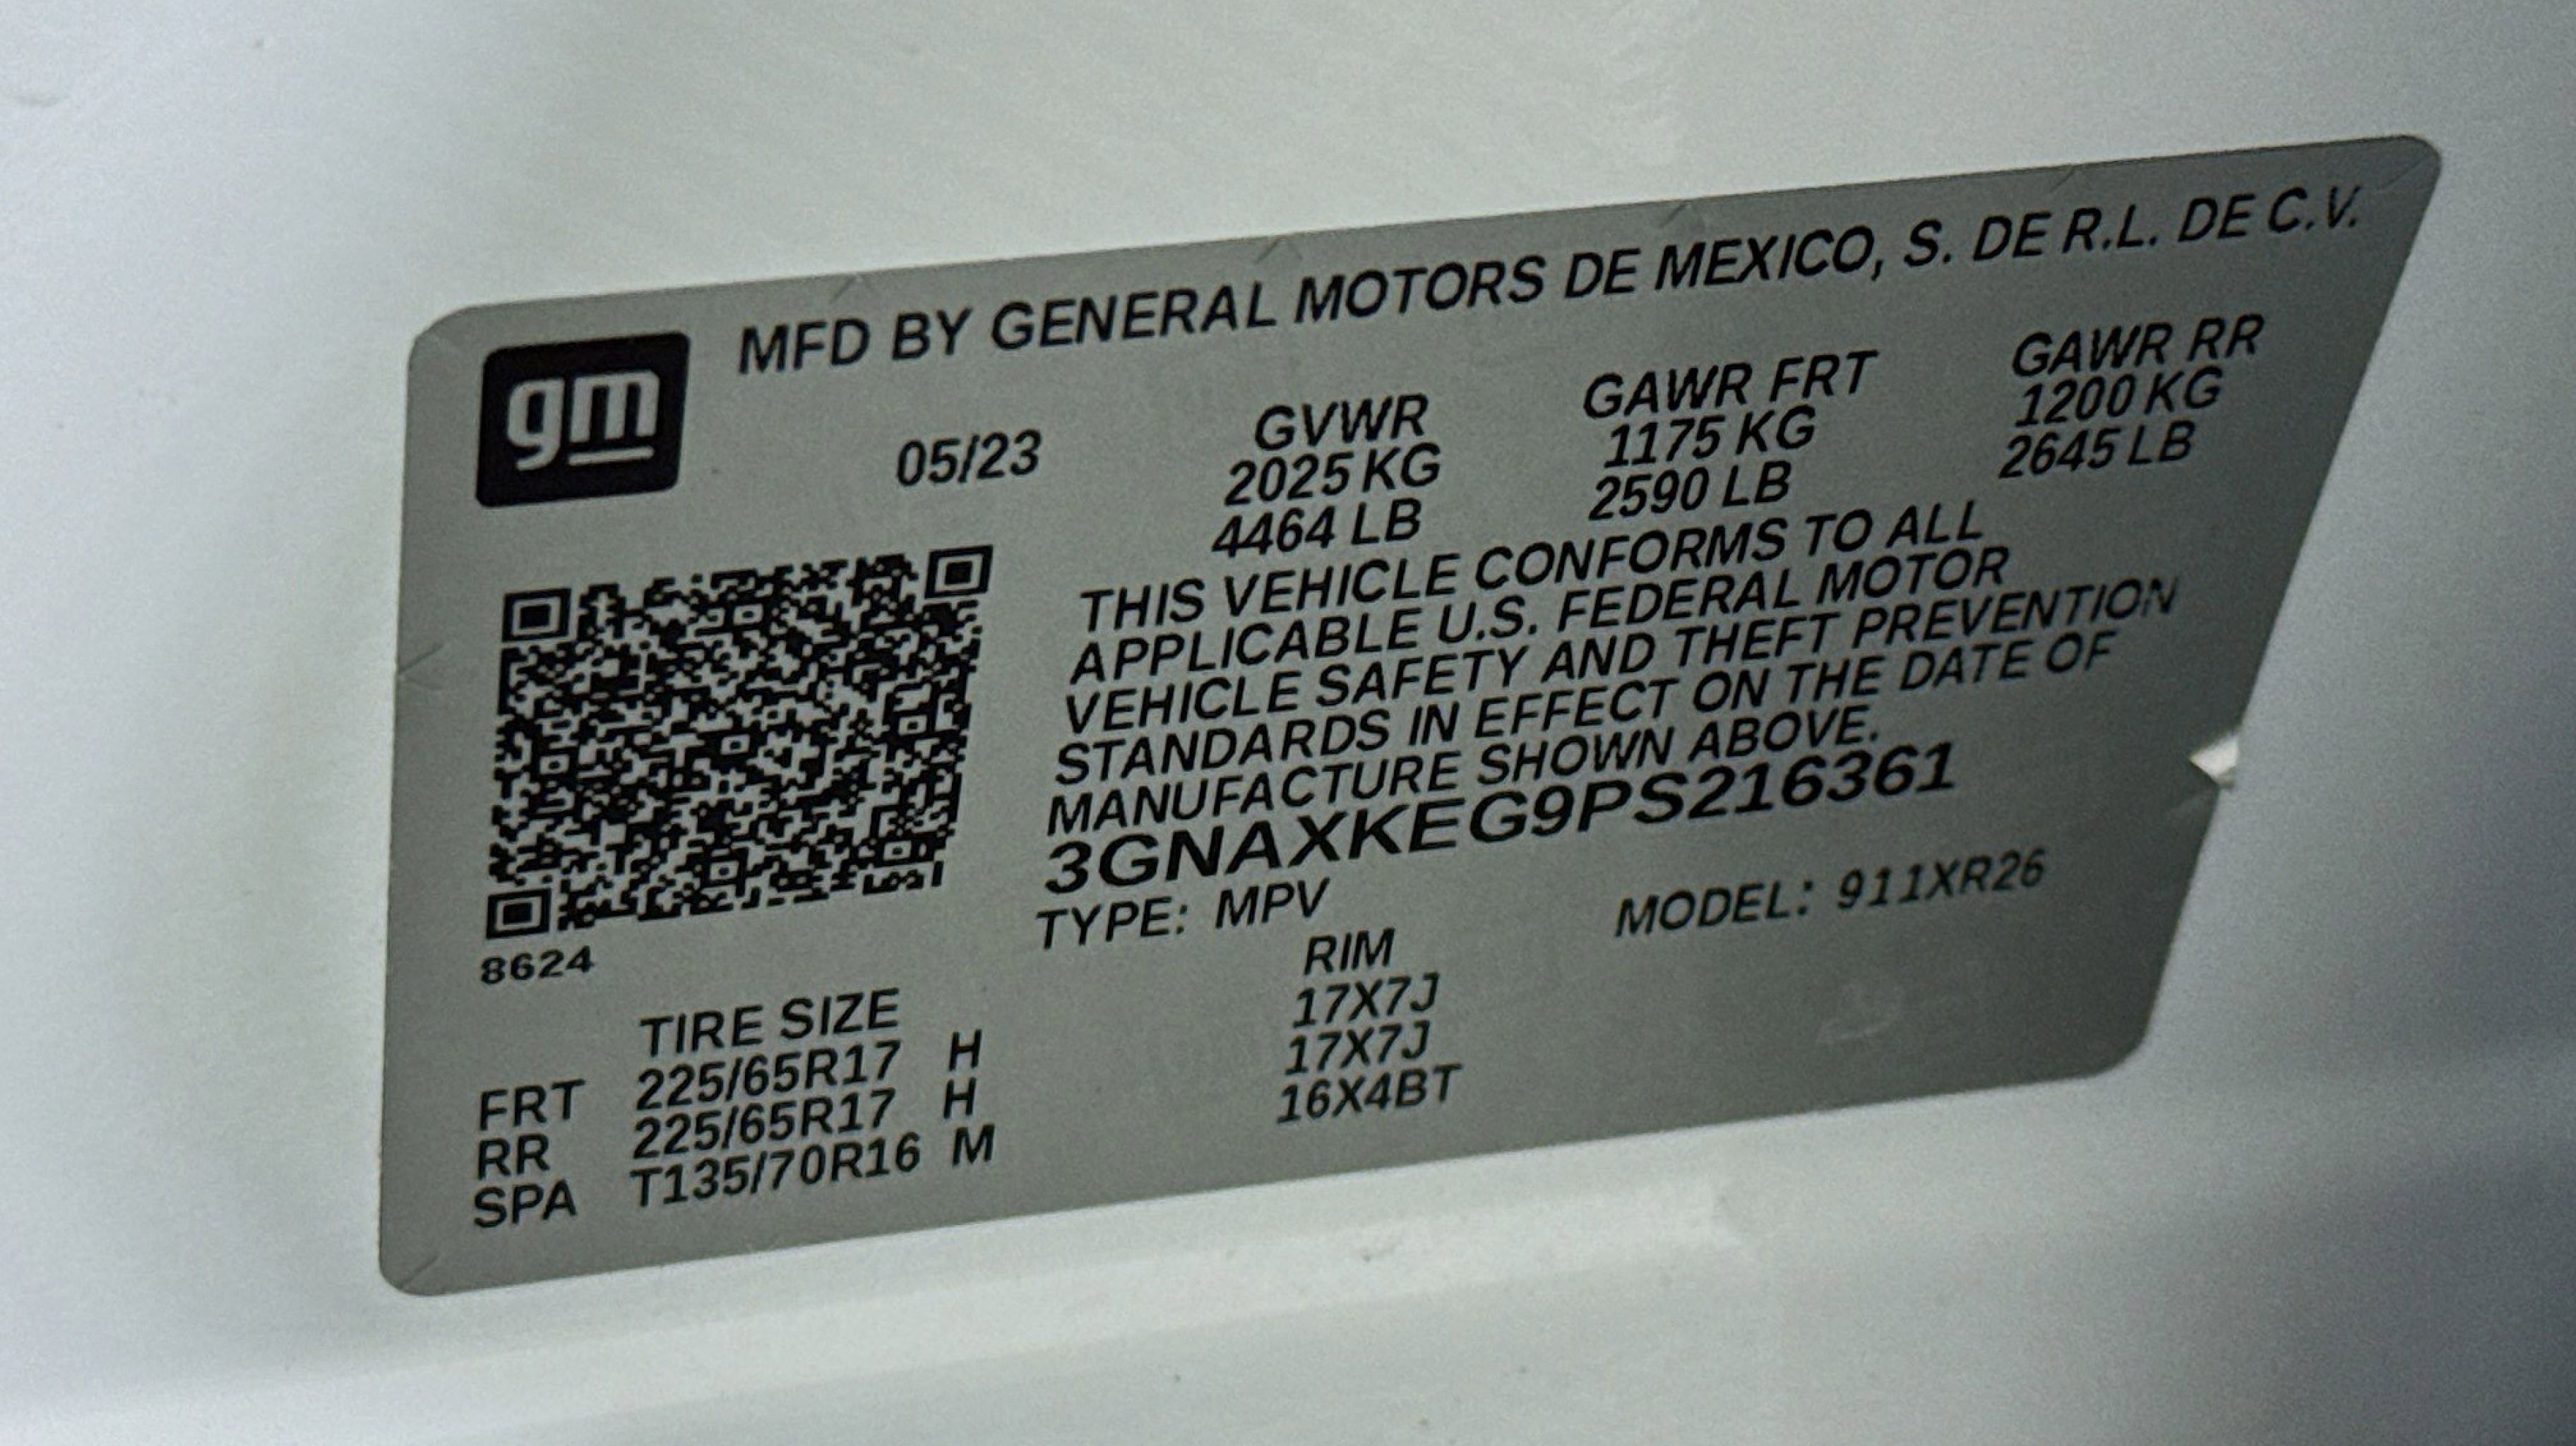 gm
MFD BY GENERAL MOTORS DE MEXICO, S. DE R.L. DE C.V.
05/23 GVWR GAWR FRT GAWR RR
2025 KG 1175 KG 1200 KG
4464 LB 2590 LB 2645 LB
THIS VEHICLE CONFORMS TO ALL
APPLICABLE U.S. FEDERAL MOTOR
VEHICLE SAFETY AND THEFT PREVENTION
STANDARDS IN EFFECT ON THE DATE OF
MANUFACTURE SHOWN ABOVE.
3GNAXKEG9PS216361
TYPE: MPV MODEL: 911XR26
8624
TIRE SIZE RIM
FRT 225/65R17 H 17X7J
RR 225/65R17 H 17X7J
SPA T135/70R16 M 16X4BT